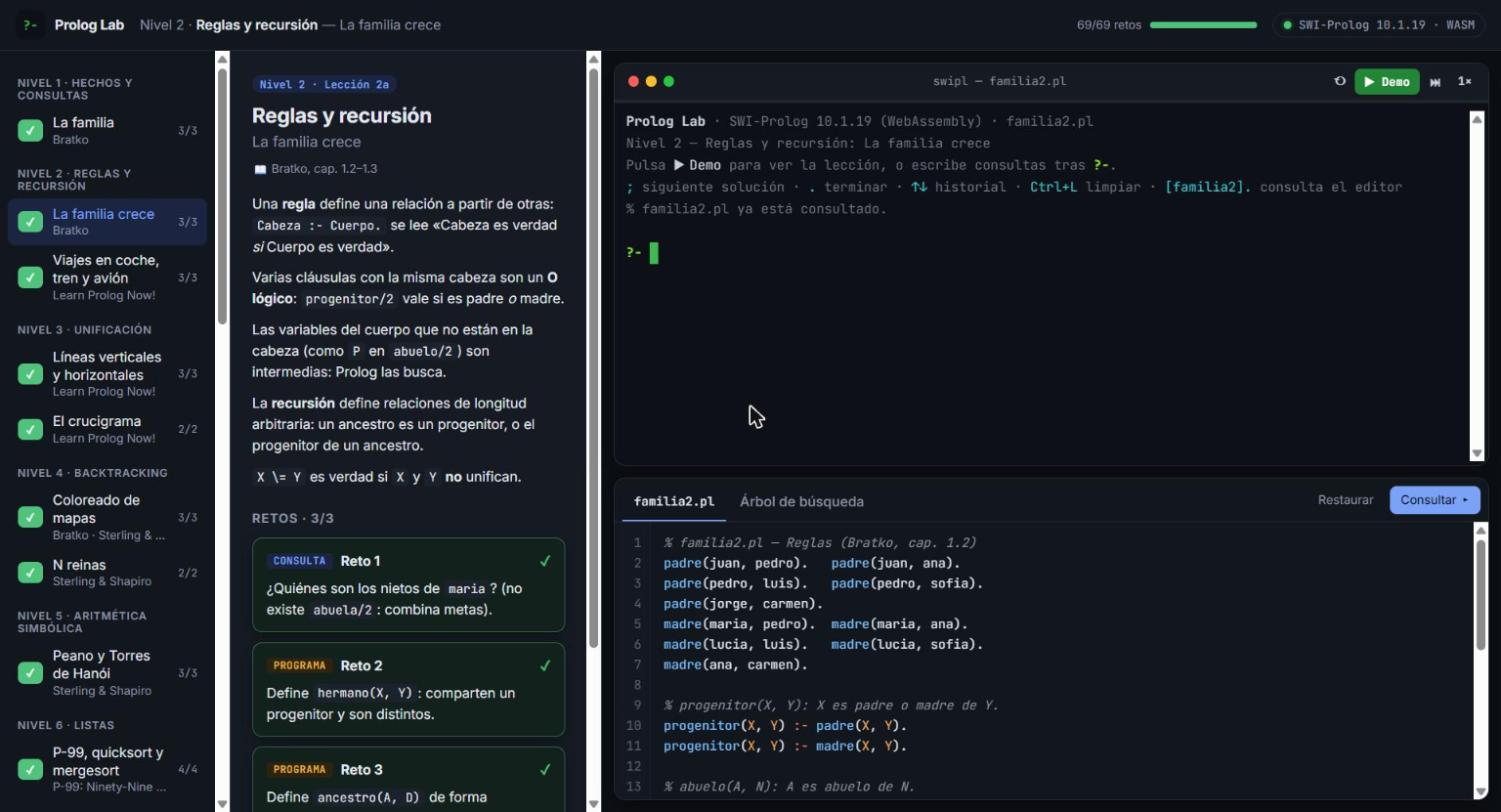 ?- Prolog Lab Nivel 2 · Reglas y recursión — La familia crece
69/69 retos
SWI-Prolog 10.1.19 · WASM
NIVEL 1 · HECHOS Y
CONSULTAS
La familia
Bratko
3/3
NIVEL 2 · REGLAS Y
RECURSIÓN
La familia crece
Bratko
3/3
Viajes en coche,
tren y avión
Learn Prolog Now!
3/3
NIVEL 3 · UNIFICACIÓN
Líneas verticales
y horizontales
Learn Prolog Now!
3/3
El crucigrama
Learn Prolog Now!
2/2
NIVEL 4 · BACKTRACKING
Coloreado de
mapas
Bratko · Sterling & ...
3/3
N reinas
Sterling & Shapiro
2/2
NIVEL 5 · ARITMÉTICA
SIMBÓLICA
Peano y Torres
de Hanói
Sterling & Shapiro
3/3
NIVEL 6 · LISTAS
P-99, quicksort y
mergesort
P-99: Ninety-Nine ...
4/4
Nivel 2 · Lección 2a
Reglas y recursión
La familia crece
Bratko, cap. 1.2–1.3
Una regla define una relación a partir de otras:
Cabeza :- Cuerpo. se lee «Cabeza es verdad
si Cuerpo es verdad».
Varias cláusulas con la misma cabeza son un O
lógico: progenitor/2 vale si es padre o madre.
Las variables del cuerpo que no están en la
cabeza (como P en abuelo/2 ) son
intermedias: Prolog las busca.
La recursión define relaciones de longitud
arbitraria: un ancestro es un progenitor, o el
progenitor de un ancestro.
X \= Y es verdad si X y Y no unifican.
RETOS · 3/3
CONSULTA Reto 1 ✓
¿Quiénes son los nietos de maria ? (no
existe abuela/2 : combina metas).
PROGRAMA Reto 2 ✓
Define hermano(X, Y) : comparten un
progenitor y son distintos.
PROGRAMA Reto 3 ✓
Define ancestro(A, D) de forma
swipl — familia2.pl
▶ Demo
1×
Prolog Lab · SWI-Prolog 10.1.19 (WebAssembly) · familia2.pl
Nivel 2 — Reglas y recursión: La familia crece
Pulsa ▶ Demo para ver la lección, o escribe consultas tras ?-.
; siguiente solución · . terminar · ↑↓ historial · Ctrl+L limpiar · [familia2]. consulta el editor
% familia2.pl ya está consultado.
?-
familia2.pl
Árbol de búsqueda
Restaurar
Consultar
1 % familia2.pl — Reglas (Bratko, cap. 1.2)
2 padre(juan, pedro). padre(juan, ana).
3 padre(pedro, luis). padre(pedro, sofia).
4 padre(jorge, carmen).
5 madre(maria, pedro). madre(maria, ana).
6 madre(lucia, luis). madre(lucia, sofia).
7 madre(ana, carmen).
8
9 % progenitor(X, Y): X es padre o madre de Y.
10 progenitor(X, Y) :- padre(X, Y).
11 progenitor(X, Y) :- madre(X, Y).
12
13 % abuelo(A, N): A es abuelo de N.